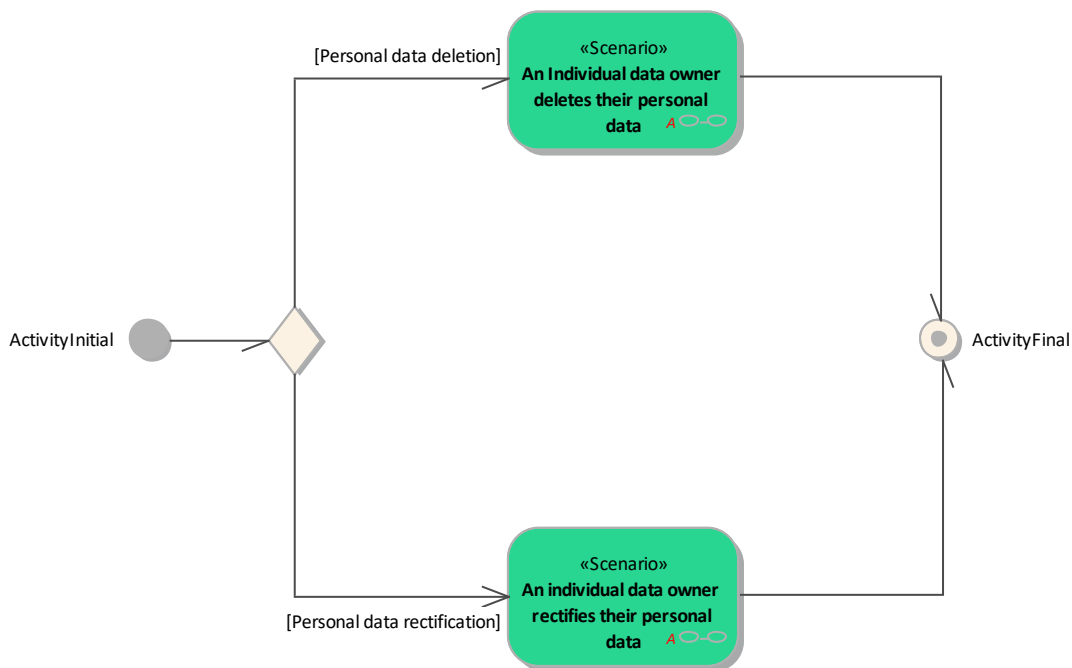 [Personal data deletion]
«Scenario»
An Individual data owner
deletes their personal
data
A
ActivityInitial
ActivityFinal
«Scenario»
An individual data owner
rectifies their personal
data
A
[Personal data rectification]